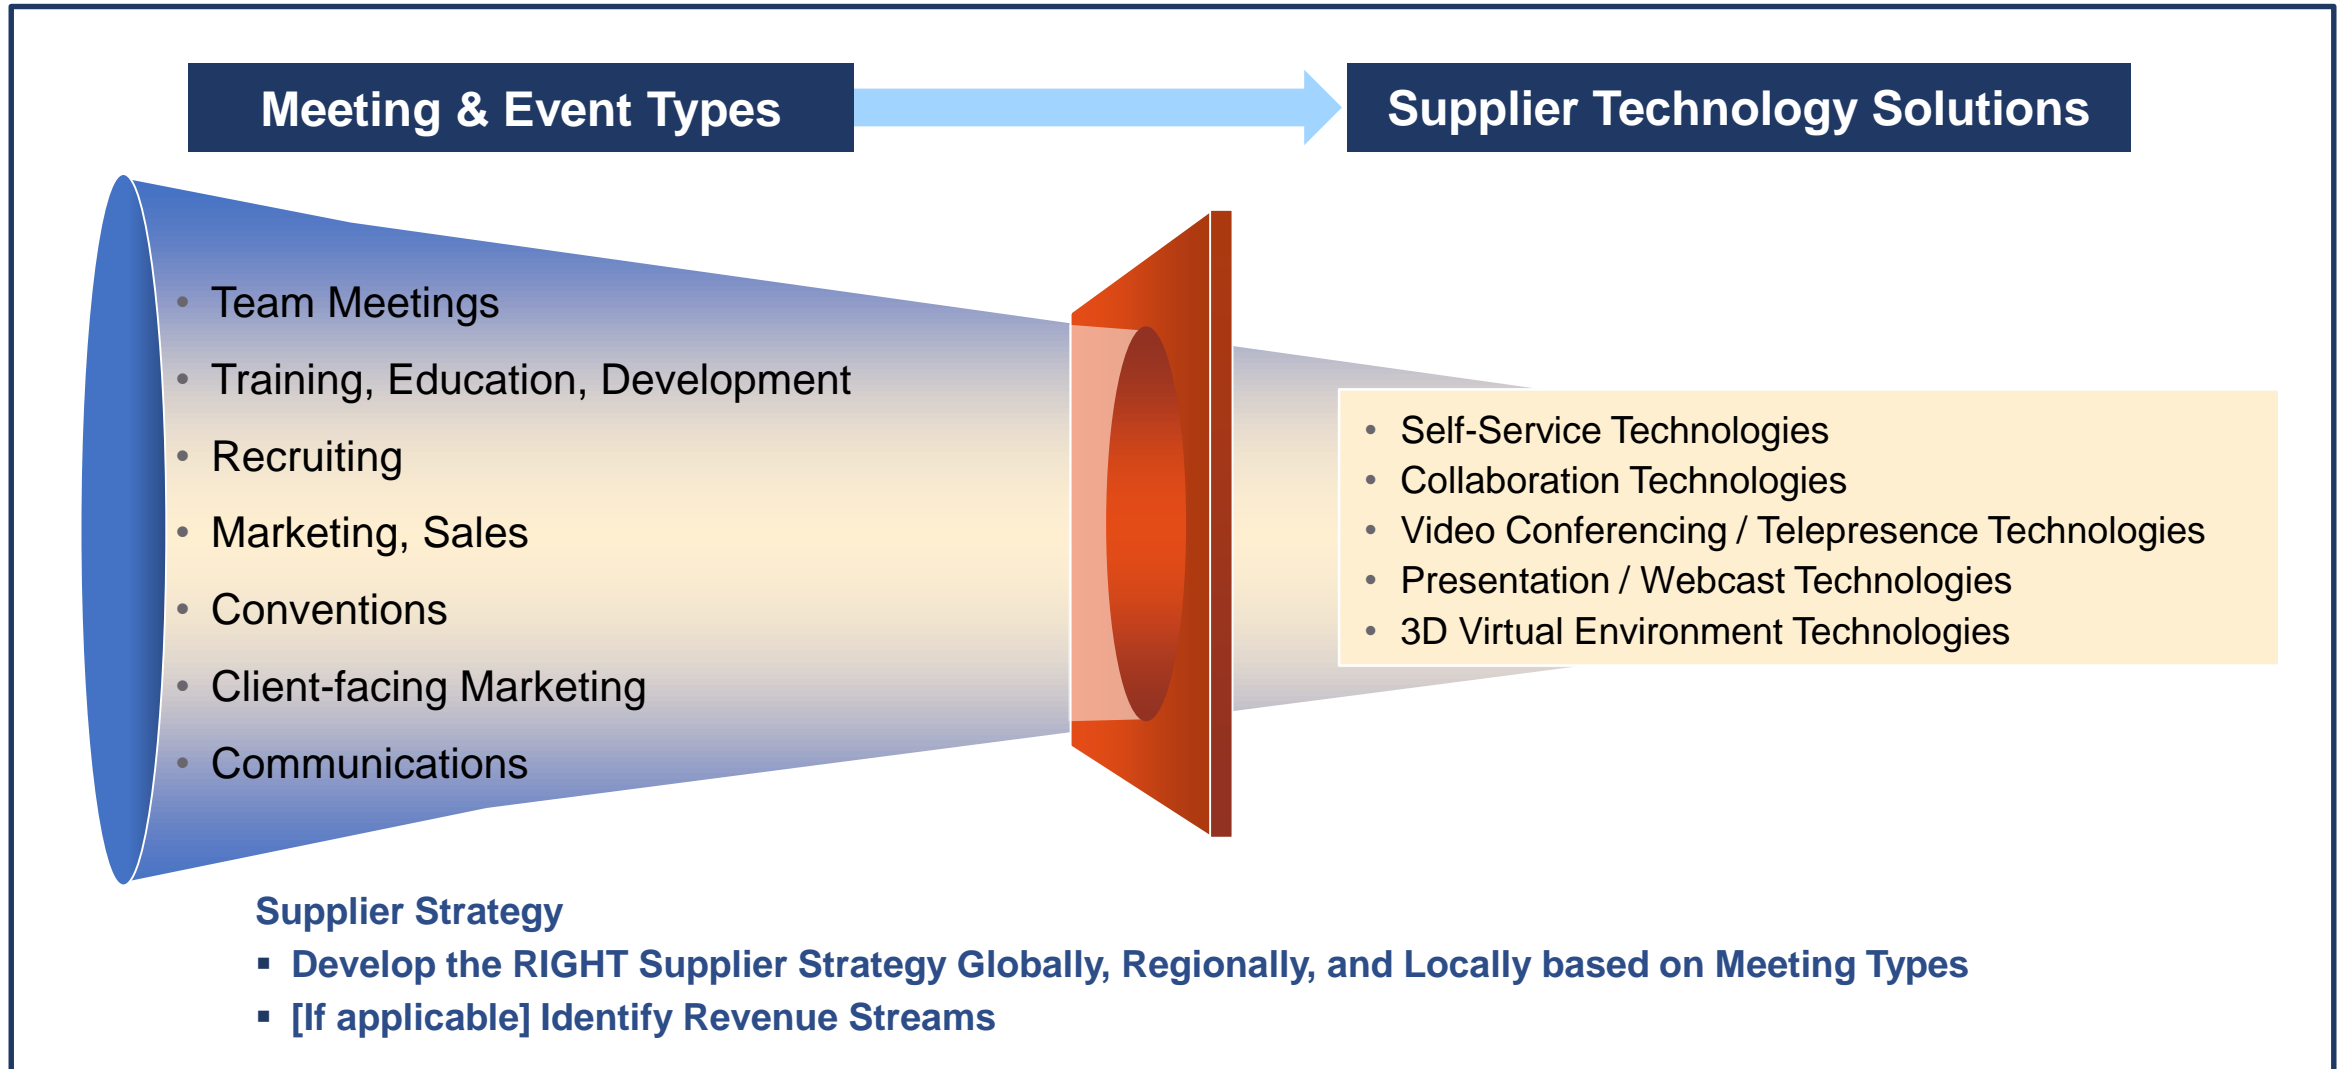 Meeting & Event Types
Supplier Technology Solutions
• Team Meetings
• Training, Education, Development
• Recruiting
• Marketing, Sales
• Conventions
• Client-facing Marketing
• Communications
• Self-Service Technologies
• Collaboration Technologies
• Video Conferencing / Telepresence Technologies
• Presentation / Webcast Technologies
• 3D Virtual Environment Technologies
Supplier Strategy
▪ Develop the RIGHT Supplier Strategy Globally, Regionally, and Locally based on Meeting Types
▪ [If applicable] Identify Revenue Streams